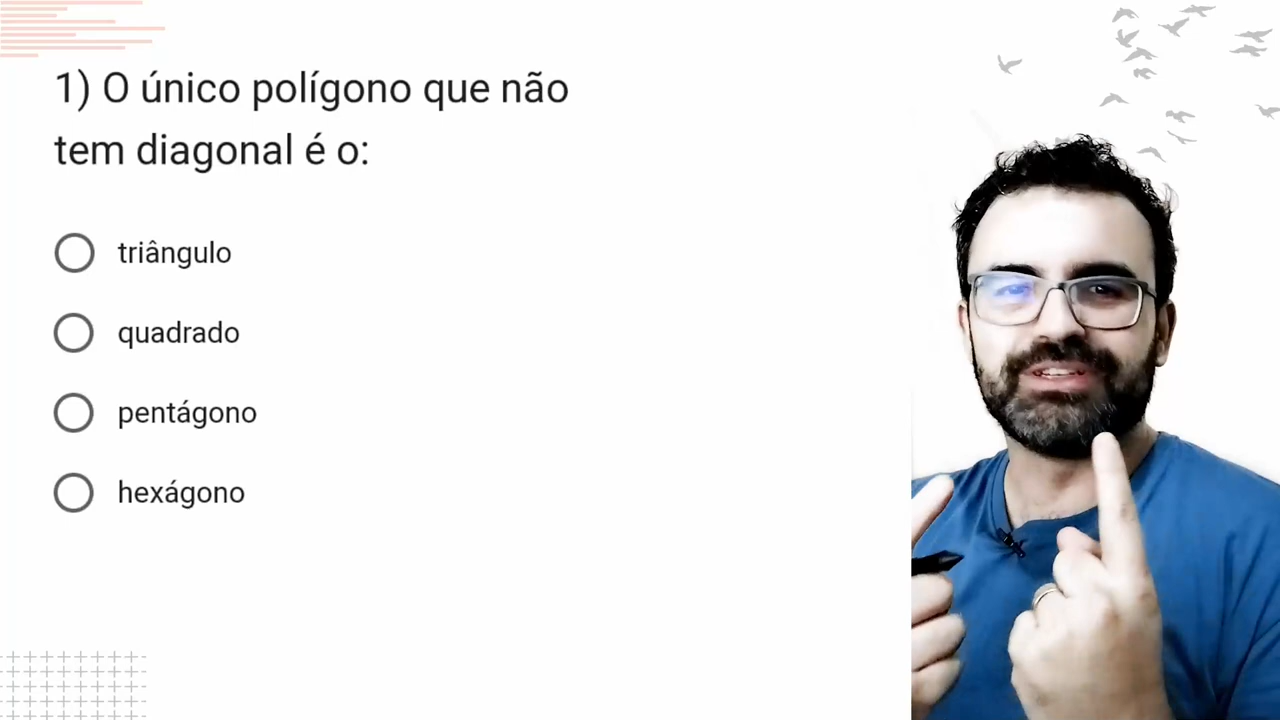 1) O único polígono que não
tem diagonal é o:
triângulo
quadrado
pentágono
hexágono